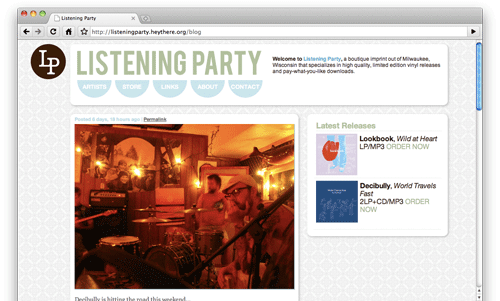 Listening Party
http://listeningparty.heythere.org/blog
Lp
LISTENING PARTY
ARTISTS
STORE
LINKS
ABOUT
CONTACT
Welcome to Listening Party, a boutique imprint out of Milwaukee,
Wisconsin that specializes in high quality, limited edition vinyl releases
and pay-what-you-like downloads.
Posted 5 days, 18 hours ago Permalink
Decibully is hitting the road this weekend...
Latest Releases
Lookbook, Wild at Heart
LP/MP3 ORDER NOW
Decibully, World Travels
Fast
2LP+CD/MP3 ORDER
NOW